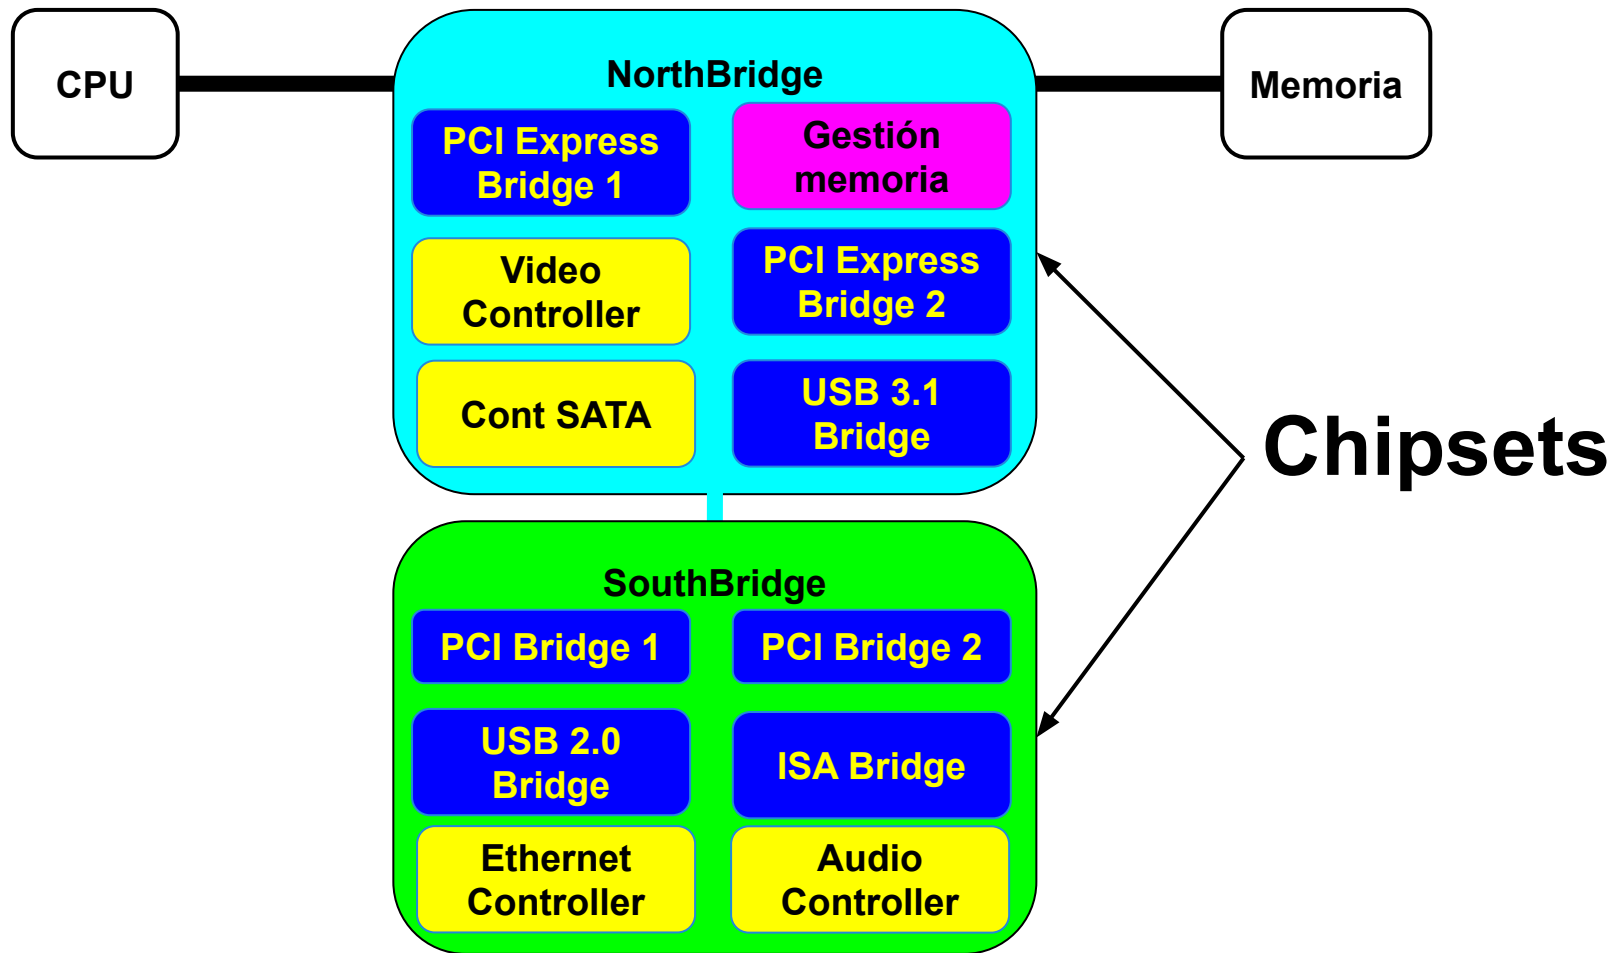 CPU
NorthBridge
Memoria
PCI Express
Bridge 1
Gestión
memoria
Video
Controller
PCI Express
Bridge 2
Cont SATA
USB 3.1
Bridge
Chipsets
SouthBridge
PCI Bridge 1
PCI Bridge 2
USB 2.0
Bridge
ISA Bridge
Ethernet
Controller
Audio
Controller